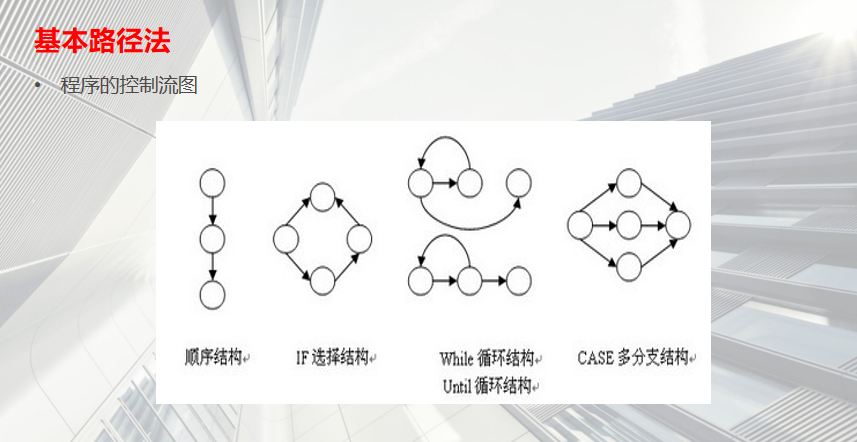 基本路径法
• 程序的控制流图
顺序结构↵
IF 选择结构↵
While 循环结构↵
Until 循环结构↵
CASE 多分支结构↵